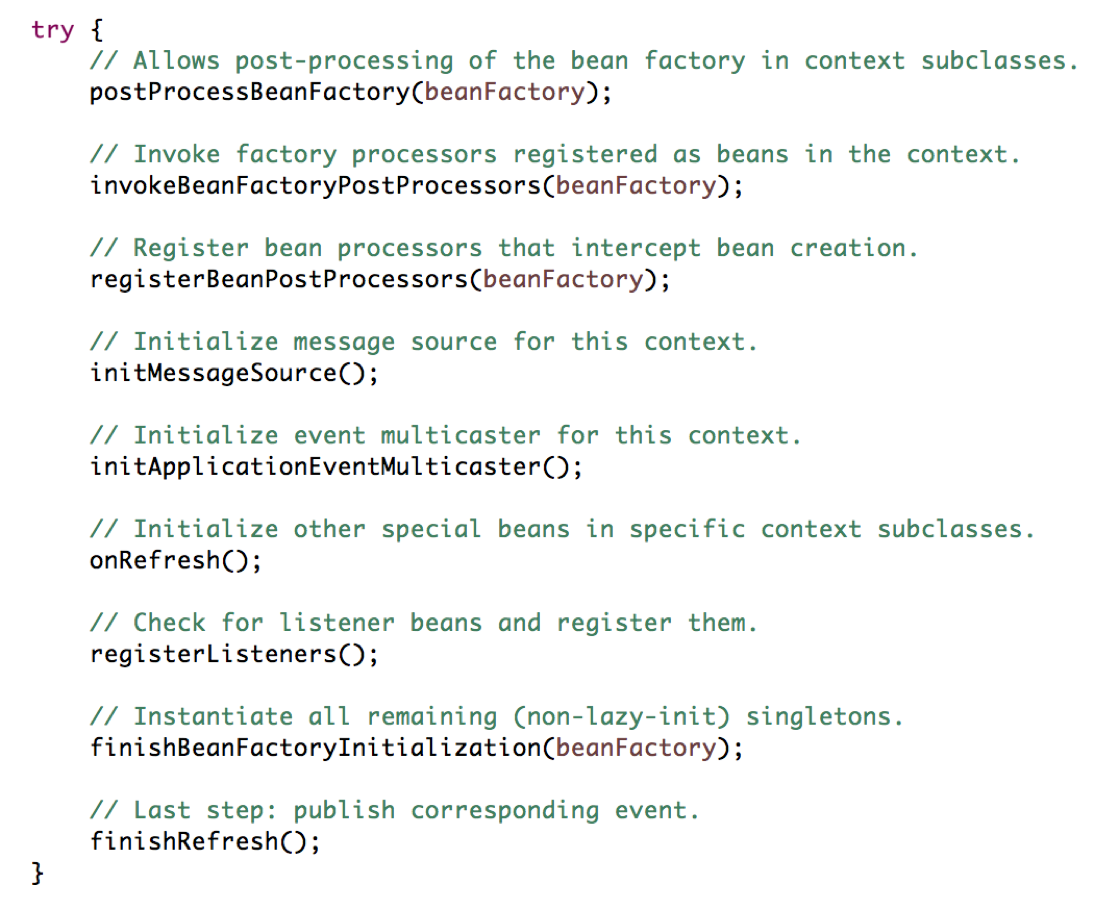 try {
// Allows post-processing of the bean factory in context subclasses.
postProcessBeanFactory(beanFactory);
// Invoke factory processors registered as beans in the context.
invokeBeanFactoryPostProcessors(beanFactory);
// Register bean processors that intercept bean creation.
registerBeanPostProcessors(beanFactory);
// Initialize message source for this context.
initMessageSource();
// Initialize event multicaster for this context.
initApplicationEventMulticaster();
// Initialize other special beans in specific context subclasses.
onRefresh();
// Check for listener beans and register them.
registerListeners();
// Instantiate all remaining (non-lazy-init) singletons.
finishBeanFactoryInitialization(beanFactory);
// Last step: publish corresponding event.
finishRefresh();
}